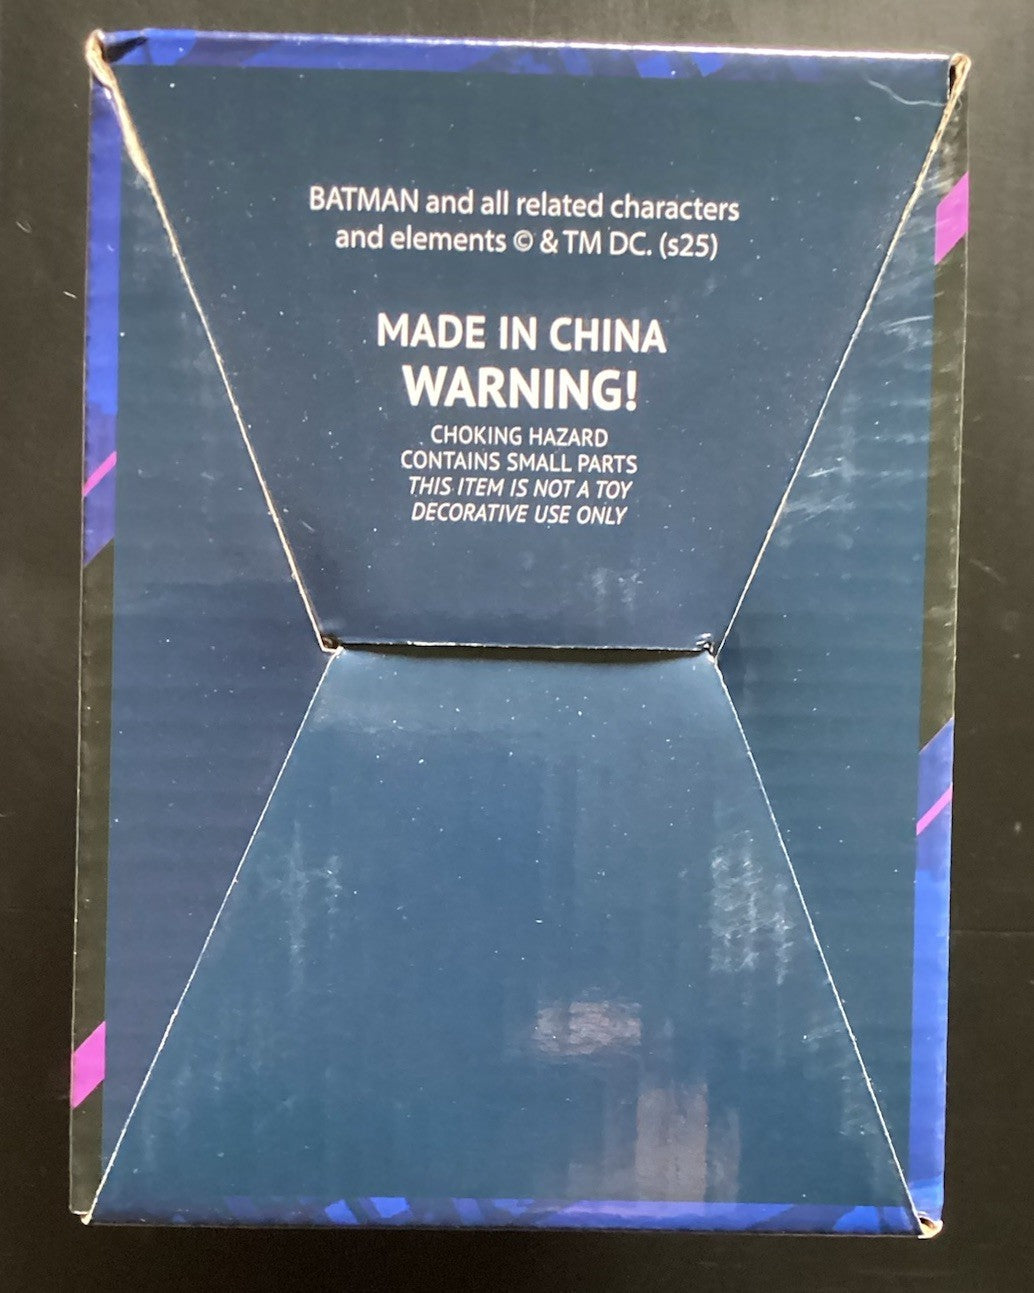 BATMAN and all related characters
and elements © & TM DC. (s25)
MADE IN CHINA
WARNING!
CHOKING HAZARD
CONTAINS SMALL PARTS
THIS ITEM IS NOT A TOY
DECORATIVE USE ONLY